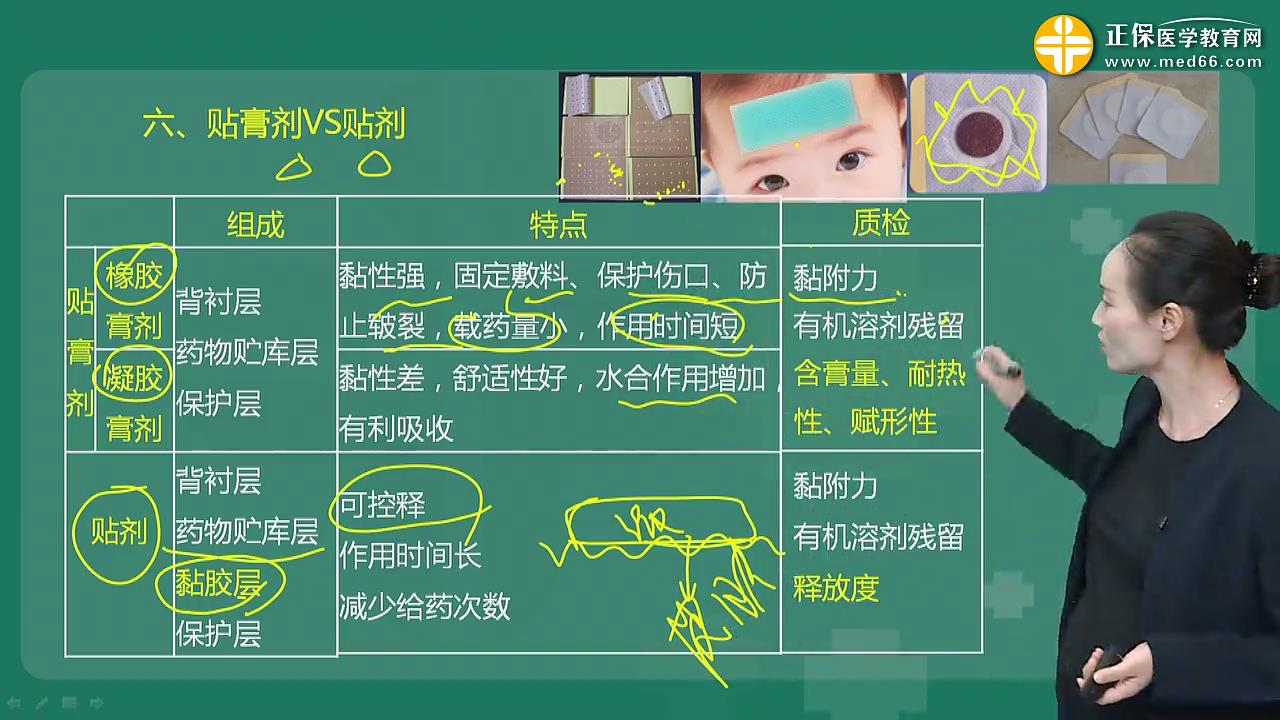 正保医学教育网
www.med66.com
六、贴膏剂VS贴剂
组成
特点
质检
贴膏剂
橡胶
膏剂
背衬层
药物贮库层
保护层
黏性强，固定敷料、保护伤口、防
止皲裂，载药量小，作用时间短
黏附力
有机溶剂残留
含膏量、耐热
性、赋形性
凝胶
膏剂
黏性差，舒适性好，水合作用增加，
有利吸收
贴剂
背衬层
药物贮库层
黏胶层
保护层
可控释
作用时间长
减少给药次数
黏附力
有机溶剂残留
释放度